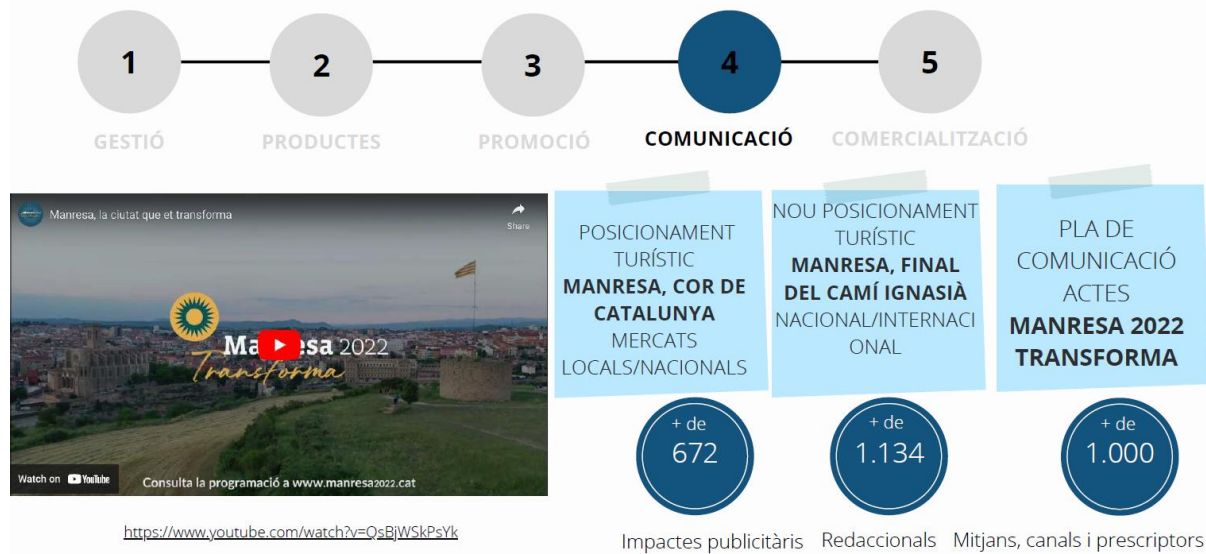 1
2
3
4
5
GESTIÓ
PRODUCTES
PROMOCIÓ
COMUNICACIÓ
COMERCIALITZACIÓ
Manresa, la ciutat que et transforma
Share
Manresa 2022
Transforma
Watch on YouTube
Consulta la programació a www.manresa2022.cat
https://www.youtube.com/watch?v=QsBjWSkPsYk
POSICIONAMENT
TURÍSTIC
MANRESA, COR DE
CATALUNYA
MERCATS
LOCALS/NACIONALS
NOU POSICIONAMENT
TURÍSTIC
MANRESA, FINAL
DEL CAMÍ IGNASIÀ
NACIONAL/INTERNACI
ONAL
PLA DE
COMUNICACIÓ
ACTES
MANRESA 2022
TRANSFORMA
+ de
672
Impactes publicitàris
+ de
1.134
Redaccionals
+ de
1.000
Mitjans, canals i prescriptors